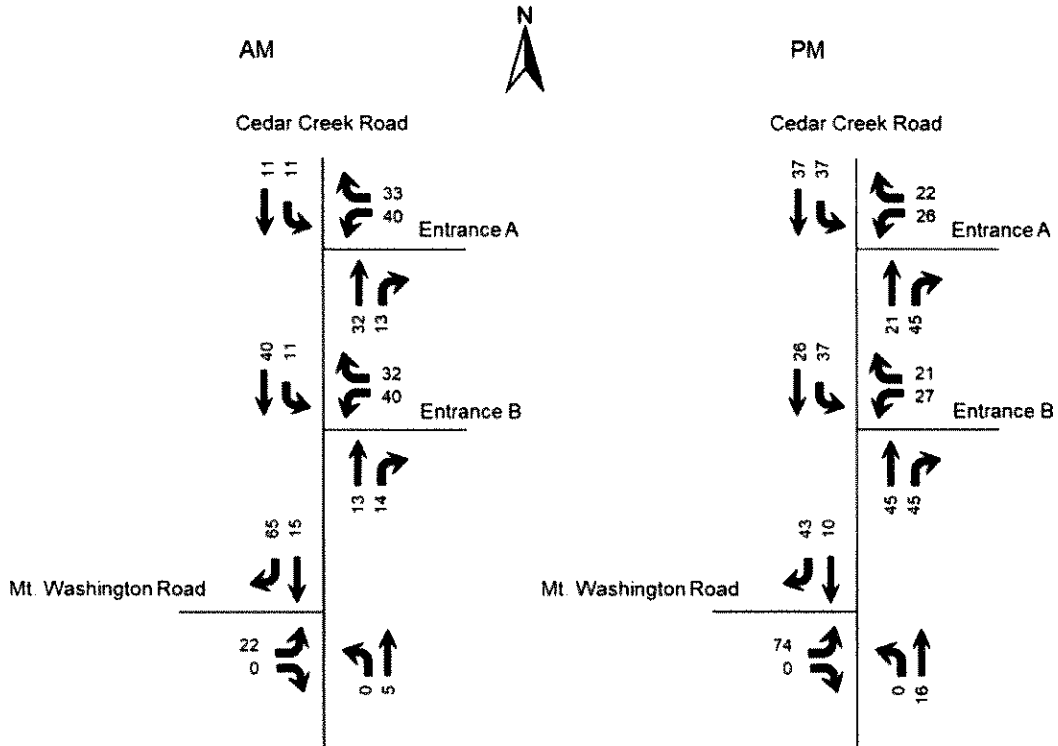 N
AM PM
Cedar Creek Road Cedar Creek Road
11 11 37 37
33 22
40 26
Entrance A Entrance A
32 13 21 45
40 11 26 37
32 21
40 27
Entrance B Entrance B
13 14 45 45
65 15 43 10
Mt. Washington Road Mt. Washington Road
22 74
0 0
0 5 0 16